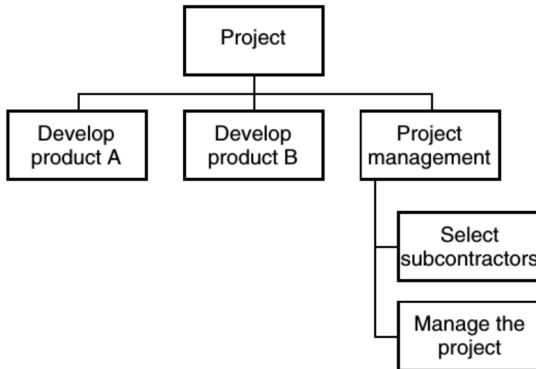 Project
Develop
product A
Develop
product B
Project
management
Select
subcontractors
Manage the
project